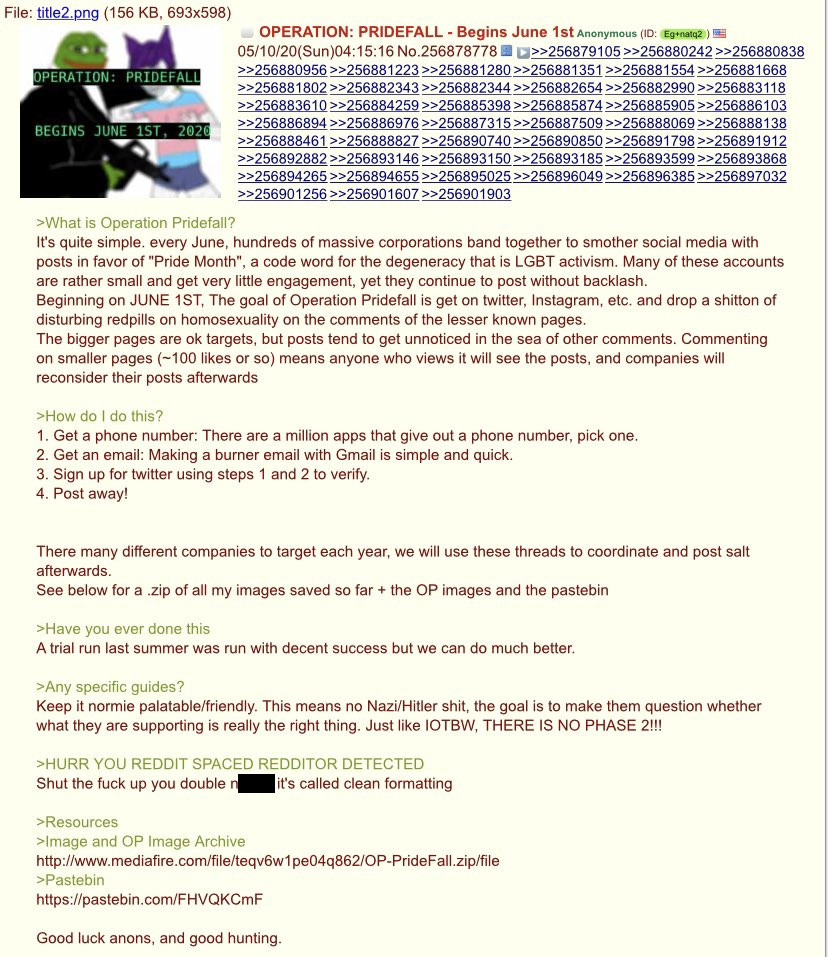 File: title2.png (156 KB, 693x598)
OPERATION: PRIDEFALL
BEGINS JUNE 1ST, 2020
OPERATION: PRIDEFALL - Begins June 1st Anonymous (ID: Eg+natq2)
05/10/20(Sun)04:15:16 No.256878778 >>256879105 >>256880242 >>256880838
>>256880956 >>256881223 >>256881280 >>256881351 >>256881554 >>256881668
>>256881802 >>256882343 >>256882344 >>256882654 >>256882990 >>256883118
>>256883610 >>256884259 >>256885398 >>256885874 >>256885905 >>256886103
>>256886894 >>256886976 >>256887315 >>256887509 >>256888069 >>256888138
>>256888461 >>256888827 >>256890740 >>256890850 >>256891798 >>256891912
>>256892882 >>256893146 >>256893150 >>256893185 >>256893599 >>256893868
>>256894265 >>256894655 >>256895025 >>256896049 >>256896385 >>256897032
>>256901256 >>256901607 >>256901903
>What is Operation Pridefall?
It's quite simple. every June, hundreds of massive corporations band together to smother social media with
posts in favor of "Pride Month", a code word for the degeneracy that is LGBT activism. Many of these accounts
are rather small and get very little engagement, yet they continue to post without backlash.
Beginning on JUNE 1ST, The goal of Operation Pridefall is get on twitter, Instagram, etc. and drop a shitton of
disturbing redpills on homosexuality on the comments of the lesser known pages.
The bigger pages are ok targets, but posts tend to get unnoticed in the sea of other comments. Commenting
on smaller pages (~100 likes or so) means anyone who views it will see the posts, and companies will
reconsider their posts afterwards
>How do I do this?
1. Get a phone number: There are a million apps that give out a phone number, pick one.
2. Get an email: Making a burner email with Gmail is simple and quick.
3. Sign up for twitter using steps 1 and 2 to verify.
4. Post away!
There many different companies to target each year, we will use these threads to coordinate and post salt
afterwards.
See below for a .zip of all my images saved so far + the OP images and the pastebin
>Have you ever done this
A trial run last summer was run with decent success but we can do much better.
>Any specific guides?
Keep it normie palatable/friendly. This means no Nazi/Hitler shit, the goal is to make them question whether
what they are supporting is really the right thing. Just like IOTBW, THERE IS NO PHASE 2!!!
>HURR YOU REDDIT SPACED REDDITOR DETECTED
Shut the fuck up you double n it's called clean formatting
>Resources
>Image and OP Image Archive
http://www.mediafire.com/file/teqv6w1pe04q862/OP-PrideFall.zip/file
>Pastebin
https://pastebin.com/FHVQKCmF
Good luck anons, and good hunting.